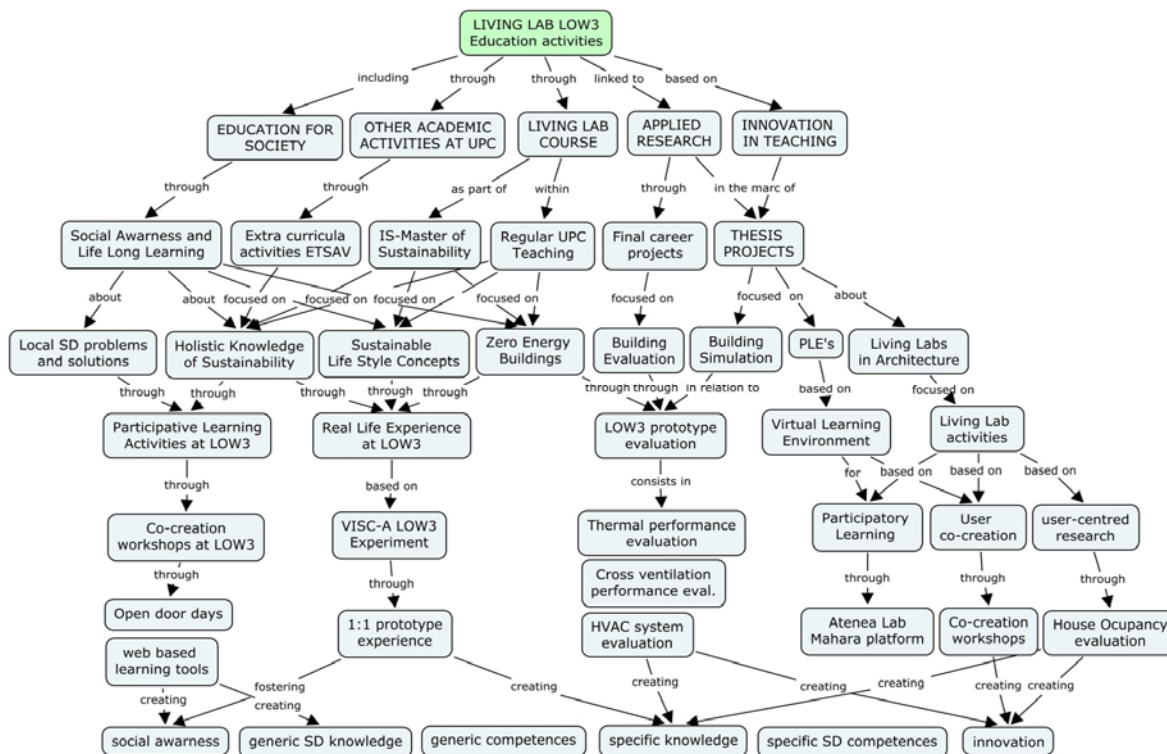 LIVING LAB LOW3
Education activities
including
through
through
linked to
based on
EDUCATION FOR
SOCIETY
OTHER ACADEMIC
ACTIVITIES AT UPC
LIVING LAB
COURSE
APPLIED
RESEARCH
INNOVATION
IN TEACHING
through
through
as part of
within
through
in the marc of
Social Awarness and
Life Long Learning
Extra curricula
activities ETSAV
IS-Master of
Sustainability
Regular UPC
Teaching
Final career
projects
THESIS
PROJECTS
about
about
focused on
focused on
focused on
focused on
focused on
focused on
about
Local SD problems
and solutions
Holistic Knowledge
of Sustainability
Sustainable
Life Style Concepts
Zero Energy
Buildings
Building
Evaluation
Building
Simulation
PLE's
Living Labs
in Architecture
through
through
through
through
through
through
through
in relation to
based on
focused on
Participative Learning
Activities at LOW3
Real Life Experience
at LOW3
LOW3 prototype
evaluation
Virtual Learning
Environment
Living Lab
activities
through
based on
consists in
for
based on
based on
based on
Co-creation
workshops at LOW3
VISC-A LOW3
Experiment
Thermal performance
evaluation
Participatory
Learning
User
co-creation
user-centred
research
through
through
Cross ventilation
performance eval.
through
through
through
Open door days
1:1 prototype
experience
HVAC system
evaluation
Atenea Lab
Mahara platform
Co-creation
workshops
House Ocupancy
evaluation
web based
learning tools
creating
creating
fostering
creating
creating
creating
creating
creating
creating
social awarness
generic SD knowledge
generic competences
specific knowledge
specific SD competences
innovation